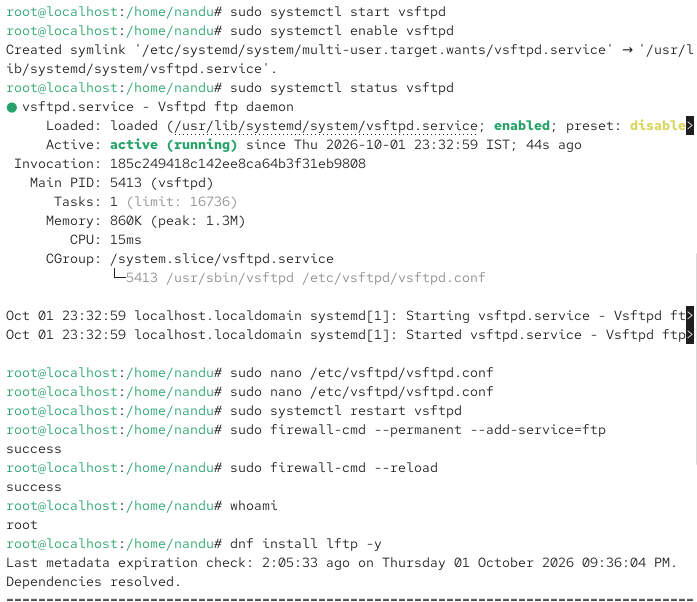 root@localhost:/home/nandu# sudo systemctl start vsftpd
root@localhost:/home/nandu# sudo systemctl enable vsftpd
Created symlink '/etc/systemd/system/multi-user.target.wants/vsftpd.service' → '/usr/l
ib/systemd/system/vsftpd.service'.
root@localhost:/home/nandu# sudo systemctl status vsftpd
● vsftpd.service - Vsftpd ftp daemon
     Loaded: loaded (/usr/lib/systemd/system/vsftpd.service; enabled; preset: disable>
     Active: active (running) since Thu 2026-10-01 23:32:59 IST; 44s ago
 Invocation: 185c249418c142ee8ca64b3f31eb9808
   Main PID: 5413 (vsftpd)
      Tasks: 1 (limit: 16736)
     Memory: 860K (peak: 1.3M)
        CPU: 15ms
     CGroup: /system.slice/vsftpd.service
             └─5413 /usr/sbin/vsftpd /etc/vsftpd/vsftpd.conf
Oct 01 23:32:59 localhost.localdomain systemd[1]: Starting vsftpd.service - Vsftpd ft>
Oct 01 23:32:59 localhost.localdomain systemd[1]: Started vsftpd.service - Vsftpd ftp>
root@localhost:/home/nandu# sudo nano /etc/vsftpd/vsftpd.conf
root@localhost:/home/nandu# sudo nano /etc/vsftpd/vsftpd.conf
root@localhost:/home/nandu# sudo systemctl restart vsftpd
root@localhost:/home/nandu# sudo firewall-cmd --permanent --add-service=ftp
success
root@localhost:/home/nandu# sudo firewall-cmd --reload
success
root@localhost:/home/nandu# whoami
root
root@localhost:/home/nandu# dnf install lftp -y
Last metadata expiration check: 2:05:33 ago on Thursday 01 October 2026 09:36:04 PM.
Dependencies resolved.